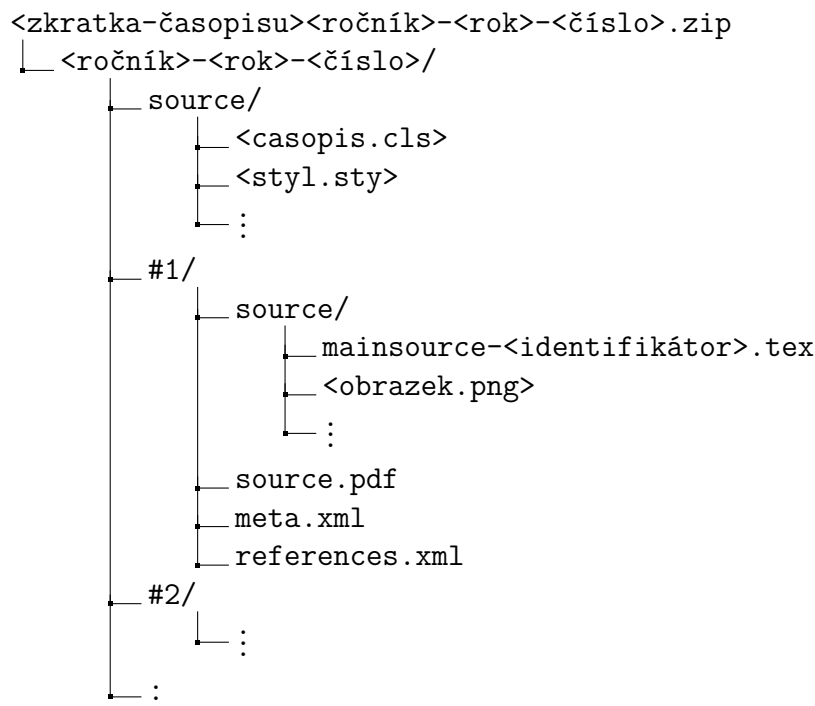 <zkratka-časopisu><ročník>-<rok>-<číslo>.zip
<ročník>-<rok>-<číslo>/
source/
<casopis.cls>
<styl.sty>
⋮
#1/
source/
mainsource-<identifikátor>.tex
<obrazek.png>
⋮
source.pdf
meta.xml
references.xml
#2/
⋮
: